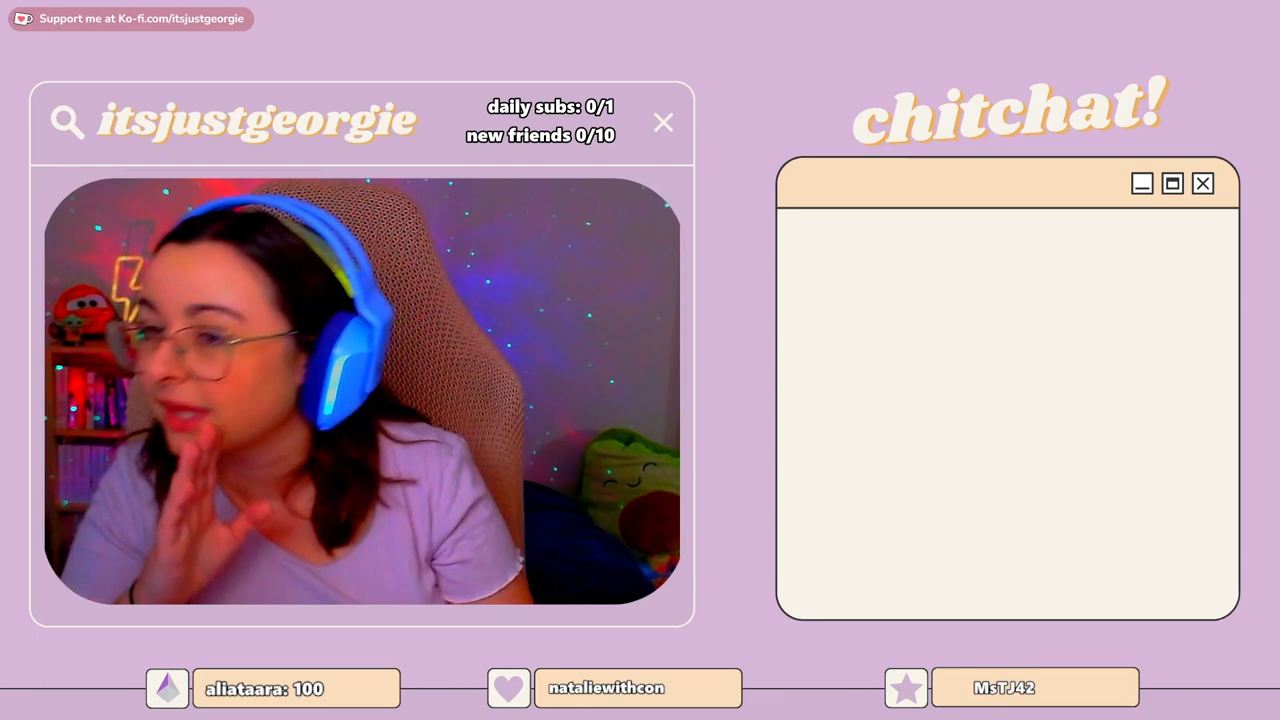 Support me at Ko-fi.com/itsjustgeorgie
itsjustgeorgie
daily subs: 0/1
new friends 0/10
chitchat!
aliataara: 100
nataliewithcon
MsTJ42